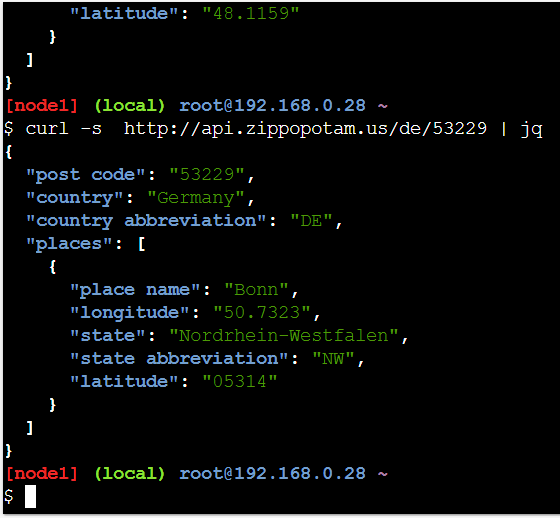 "latitude": "48.1159"
}
]
}
[node1] (local) root@192.168.0.28 ~
$ curl -s  http://api.zippopotam.us/de/53229 | jq
{
"post code": "53229",
"country": "Germany",
"country abbreviation": "DE",
"places": [
{
"place name": "Bonn",
"longitude": "50.7323",
"state": "Nordrhein-Westfalen",
"state abbreviation": "NW",
"latitude": "05314"
}
]
}
[node1] (local) root@192.168.0.28 ~
$